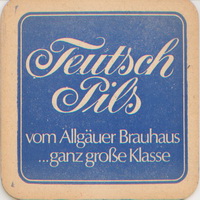 Teutsch
Pils
vom Allgäuer Brauhaus
...ganz große Klasse